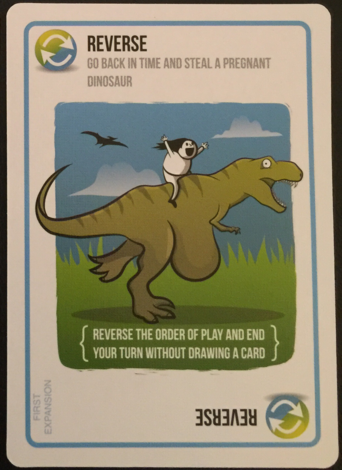 REVERSE
GO BACK IN TIME AND STEAL A PREGNANT
DINOSAUR
REVERSE THE ORDER OF PLAY AND END
YOUR TURN WITHOUT DRAWING A CARD
FIRST
EXPANSION
REVERSE